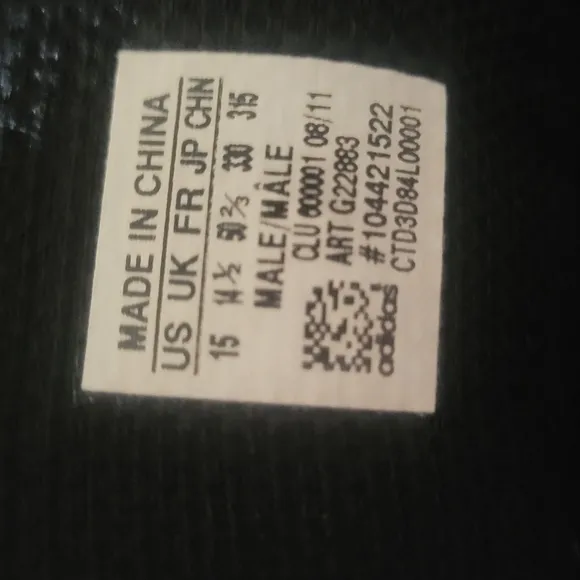 MADE IN CHINA
US UK FR JP CHN
15 14½ 50⅔ 330 315
MALE/MÂLE
CLU 600001 08/11
ART G22883
#104421522
CTD3D84L00001
adidas